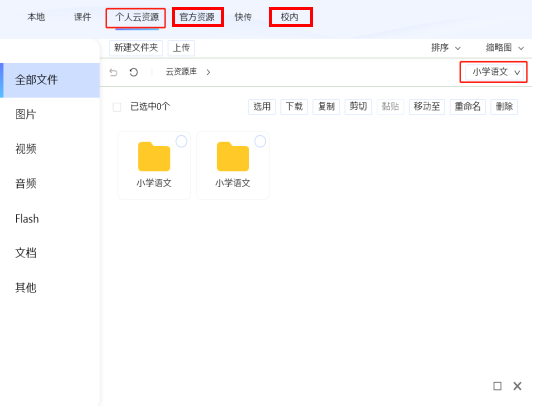 本地 课件 个人云资源 官方资源 快传 校内
新建文件夹 上传 排序 缩略图
云资源库 小学语文
全部文件
已选中0个 选用 下载 复制 剪切 黏贴 移动至 重命名 删除
图片
视频
音频
小学语文 小学语文
Flash
文档
其他